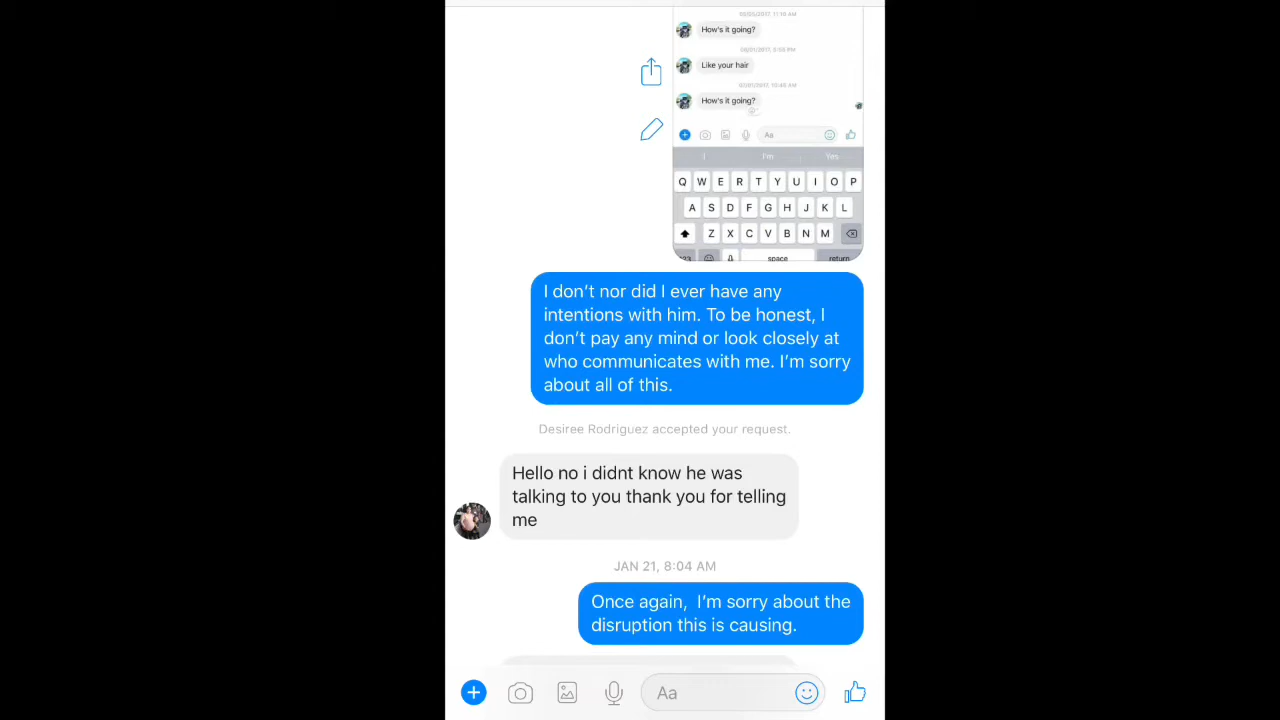 How's it going?
Like your hair
How's it going?
Aa
I I'm Yes
Q W E R T Y U I O P
A S D F G H J K L
Z X C V B N M
space return
I don't nor did I ever have any
intentions with him. To be honest, I
don't pay any mind or look closely at
who communicates with me. I'm sorry
about all of this.
Desiree Rodriguez accepted your request.
Hello no i didnt know he was
talking to you thank you for telling
me
JAN 21, 8:04 AM
Once again,  I'm sorry about the
disruption this is causing.
Aa